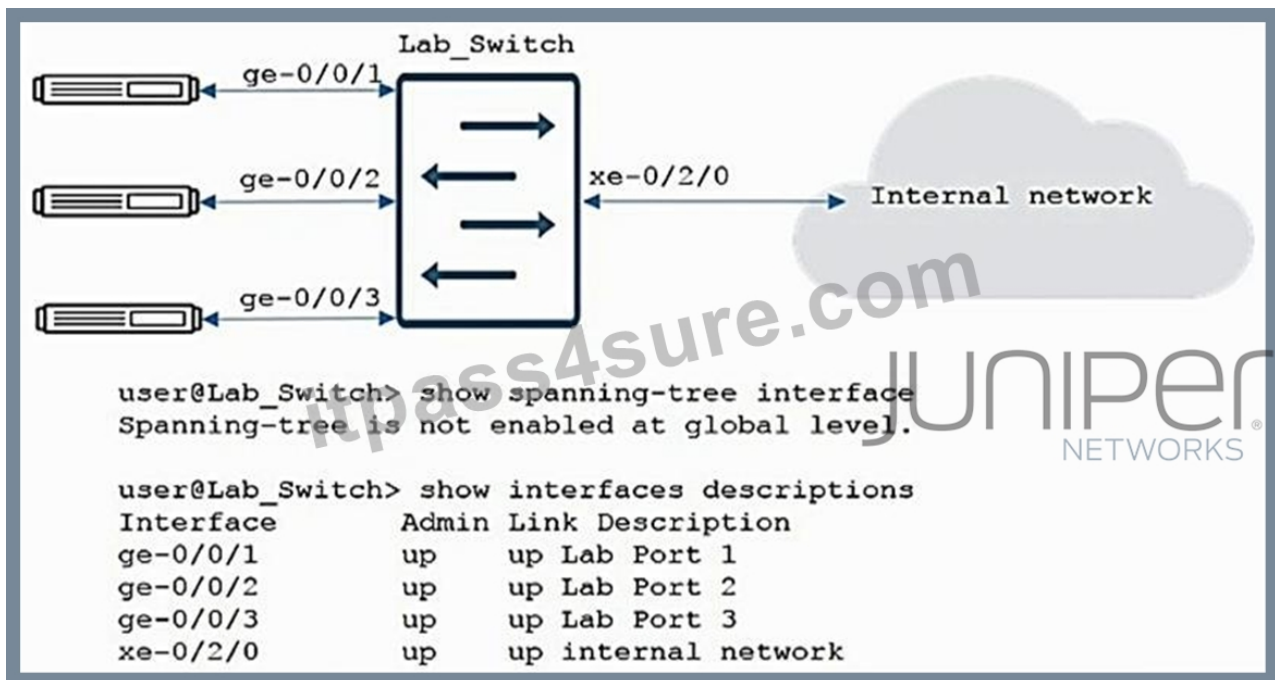 Lab_Switch
ge-0/0/1
ge-0/0/2
xe-0/2/0
Internal network
ge-0/0/3
itpass4sure.com
JUNIPER
NETWORKS
®
user@Lab_Switch> show spanning-tree interface
Spanning-tree is not enabled at global level.
user@Lab_Switch> show interfaces descriptions
Interface Admin Link Description
ge-0/0/1 up up Lab Port 1
ge-0/0/2 up up Lab Port 2
ge-0/0/3 up up Lab Port 3
xe-0/2/0 up up internal network